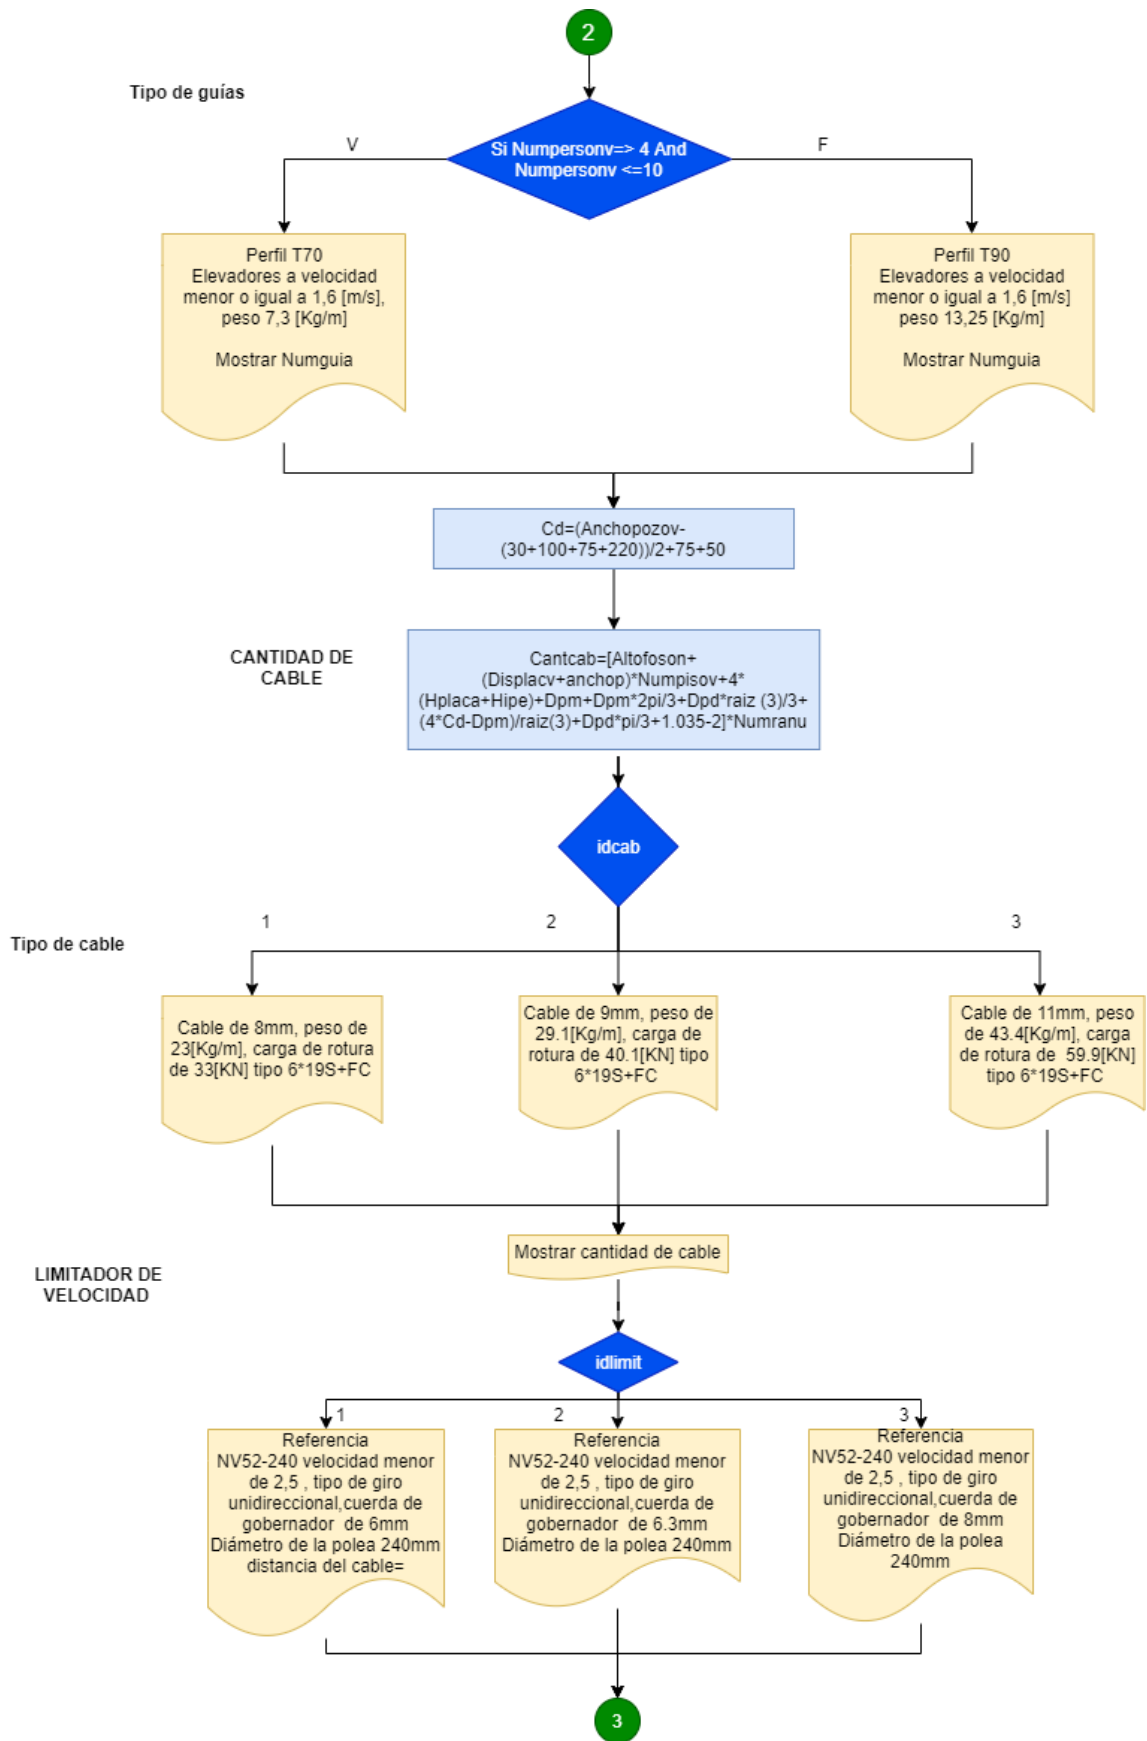 2
Tipo de guías
V
Si Numpersonv=> 4 And
Numpersonv <=10
F
Perfil T70
Elevadores a velocidad
menor o igual a 1,6 [m/s],
peso 7,3 [Kg/m]
Mostrar Numguia
Perfil T90
Elevadores a velocidad
menor o igual a 1,6 [m/s]
peso 13,25 [Kg/m]
Mostrar Numguia
Cd=(Anchopozov-
(30+100+75+220))/2+75+50
CANTIDAD DE
CABLE
Cantcab=[Altofoson+
(Displacv+anchop)*Numpisov+4*
(Hplaca+Hipe)+Dpm+Dpm*2pi/3+Dpd*raiz (3)/3+
(4*Cd-Dpm)/raiz(3)+Dpd*pi/3+1.035-2]*Numranu
idcab
1
2
3
Tipo de cable
Cable de 8mm, peso de
23[Kg/m], carga de rotura
de 33[KN] tipo 6*19S+FC
Cable de 9mm, peso de
29.1[Kg/m], carga de
rotura de 40.1[KN] tipo
6*19S+FC
Cable de 11mm, peso
de 43.4[Kg/m], carga
de rotura de  59.9[KN]
tipo 6*19S+FC
Mostrar cantidad de cable
LIMITADOR DE
VELOCIDAD
idlimit
1
2
3
Referencia
NV52-240 velocidad menor
de 2,5 , tipo de giro
unidireccional,cuerda de
gobernador  de 6mm
Diámetro de la polea 240mm
distancia del cable=
Referencia
NV52-240 velocidad menor
de 2,5 , tipo de giro
unidireccional,cuerda de
gobernador  de 6.3mm
Diámetro de la polea 240mm
Referencia
NV52-240 velocidad menor
de 2,5 , tipo de giro
unidireccional,cuerda de
gobernador  de 8mm
Diámetro de la polea
240mm
3